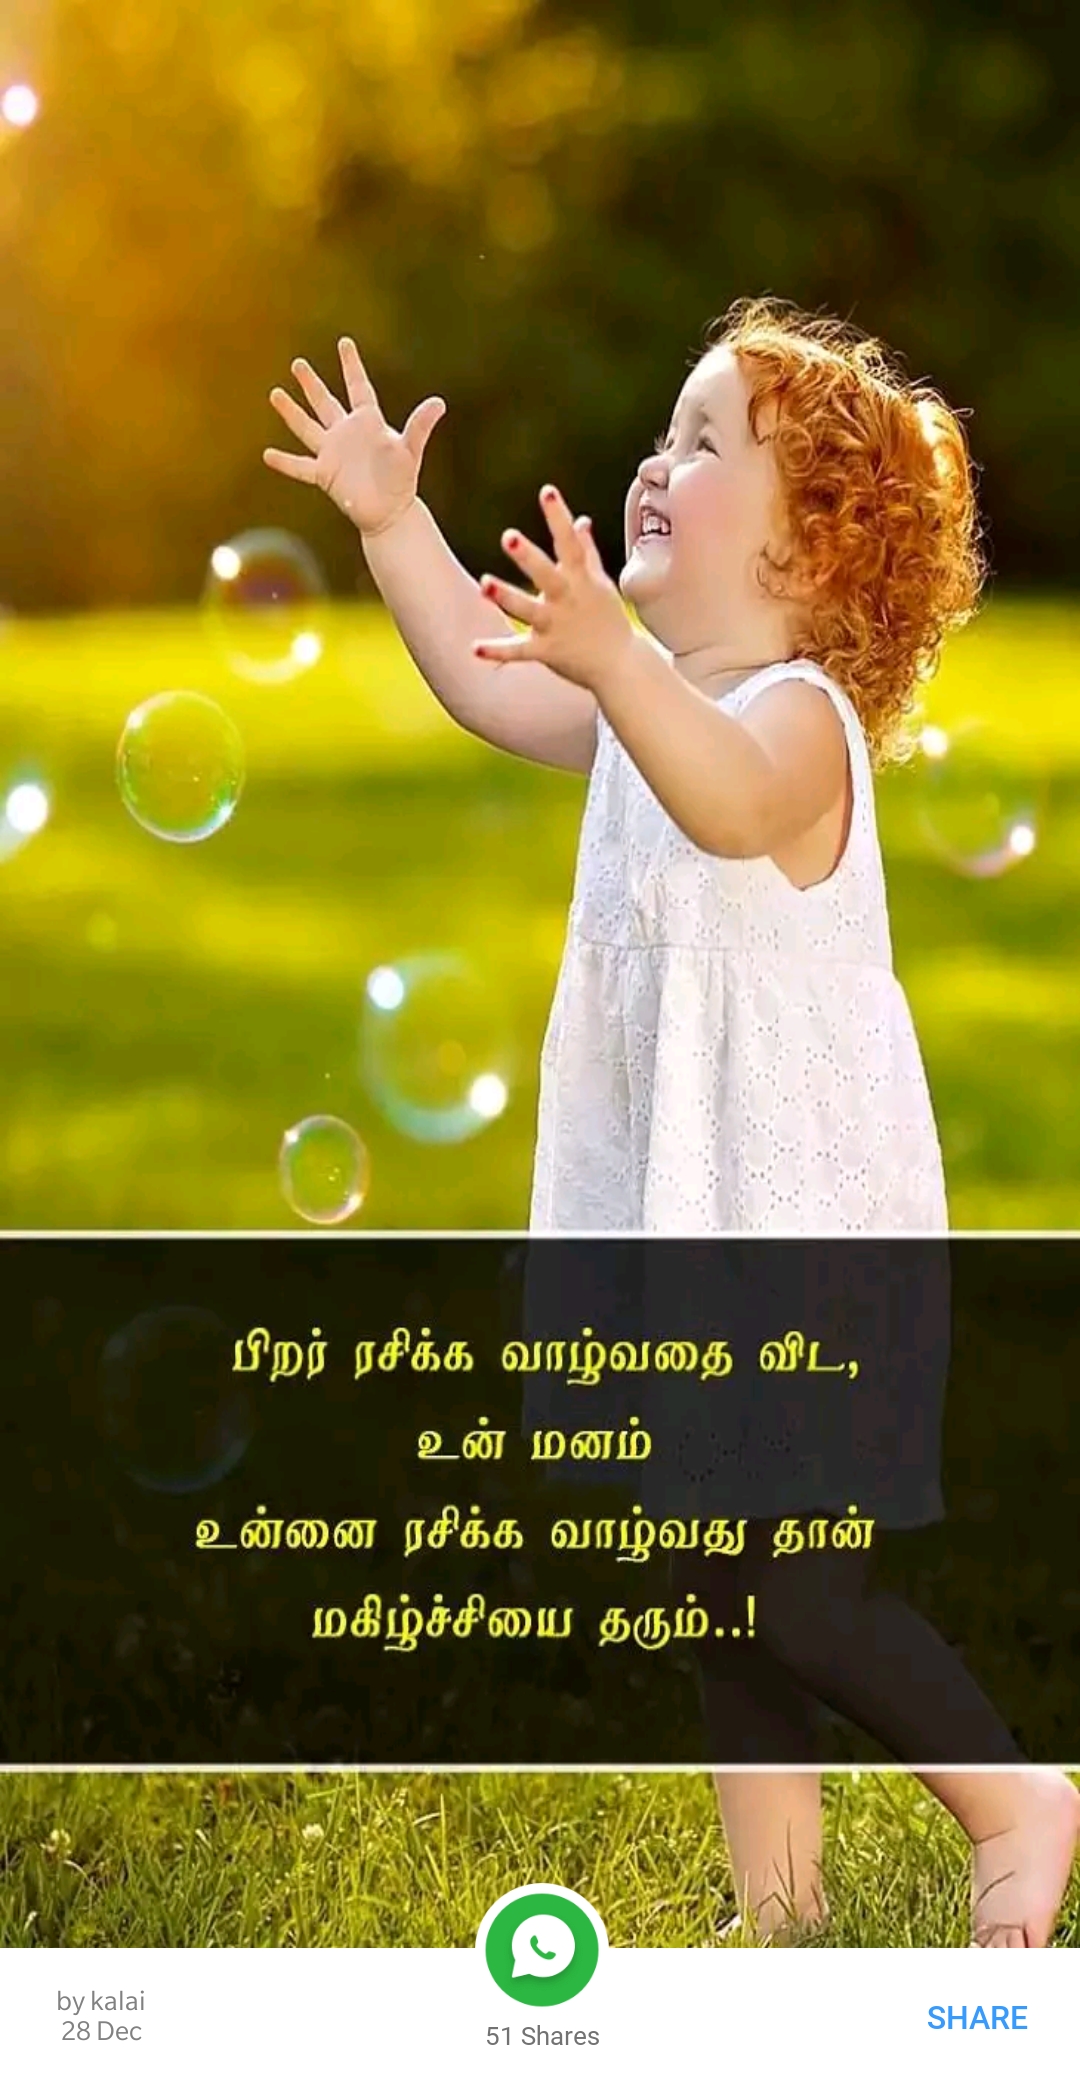 பிறர் ரசிக்க வாழ்வதை விட,
உன் மனம்
உன்னை ரசிக்க வாழ்வது தான்
மகிழ்ச்சியை தரும்..!
by kalai
28 Dec
51 Shares
SHARE